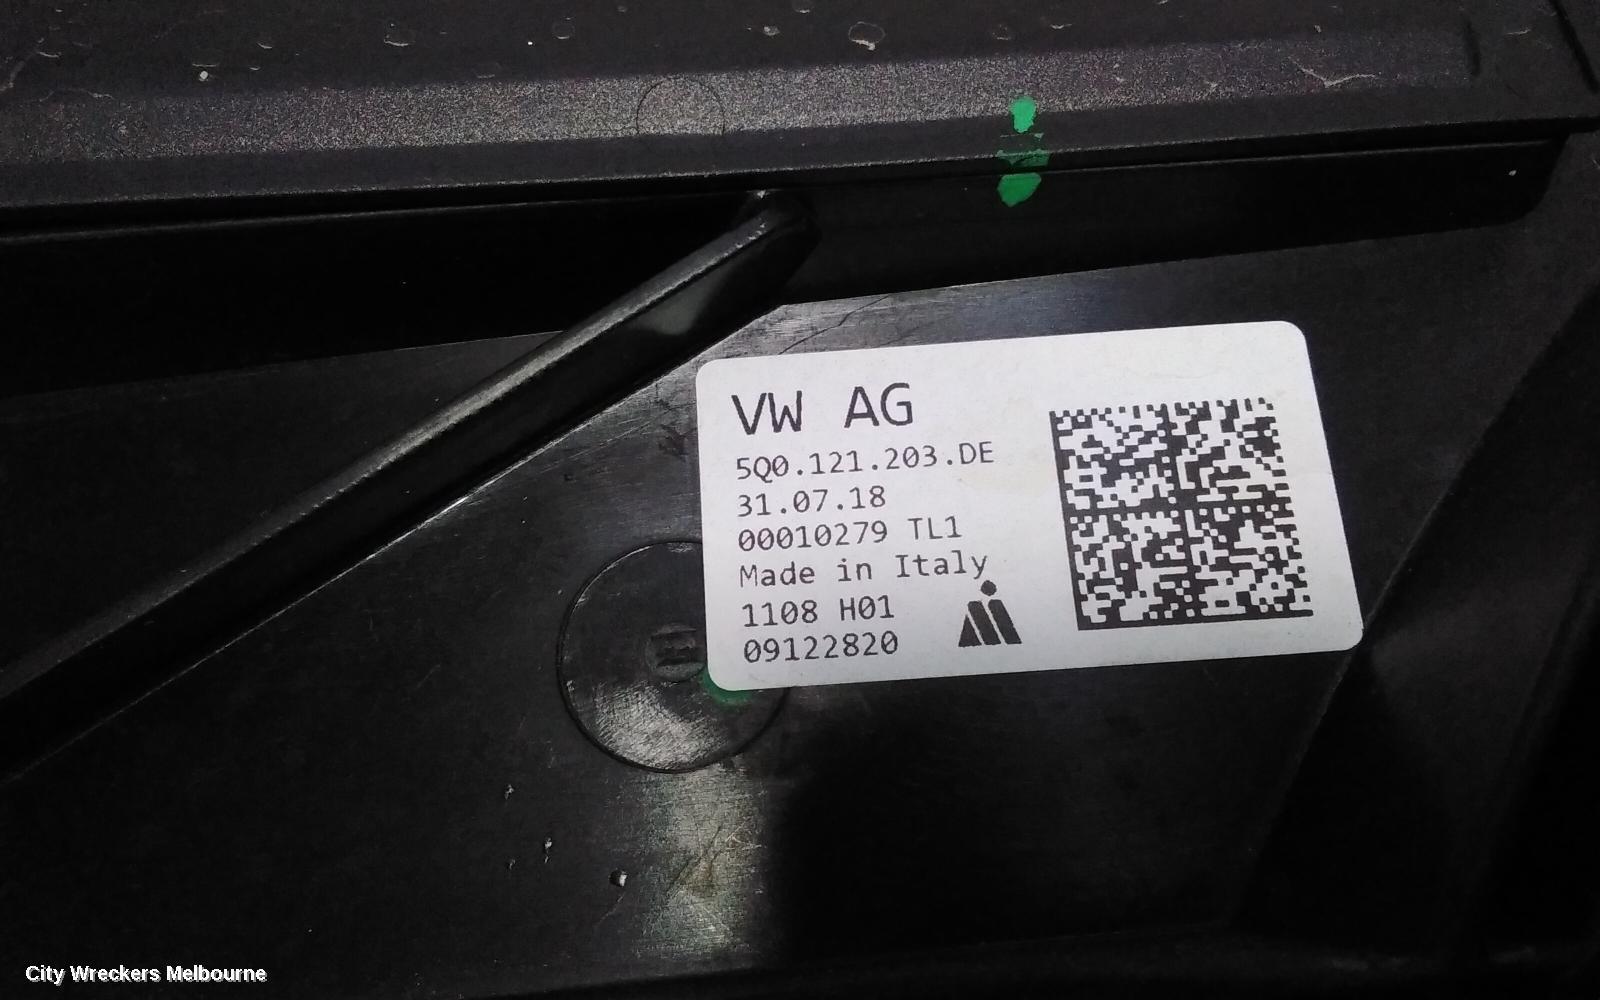 VW AG
5Q0.121.203.DE
31.07.18
00010279 TL1
Made in Italy
1108 H01
09122820
City Wreckers Melbourne